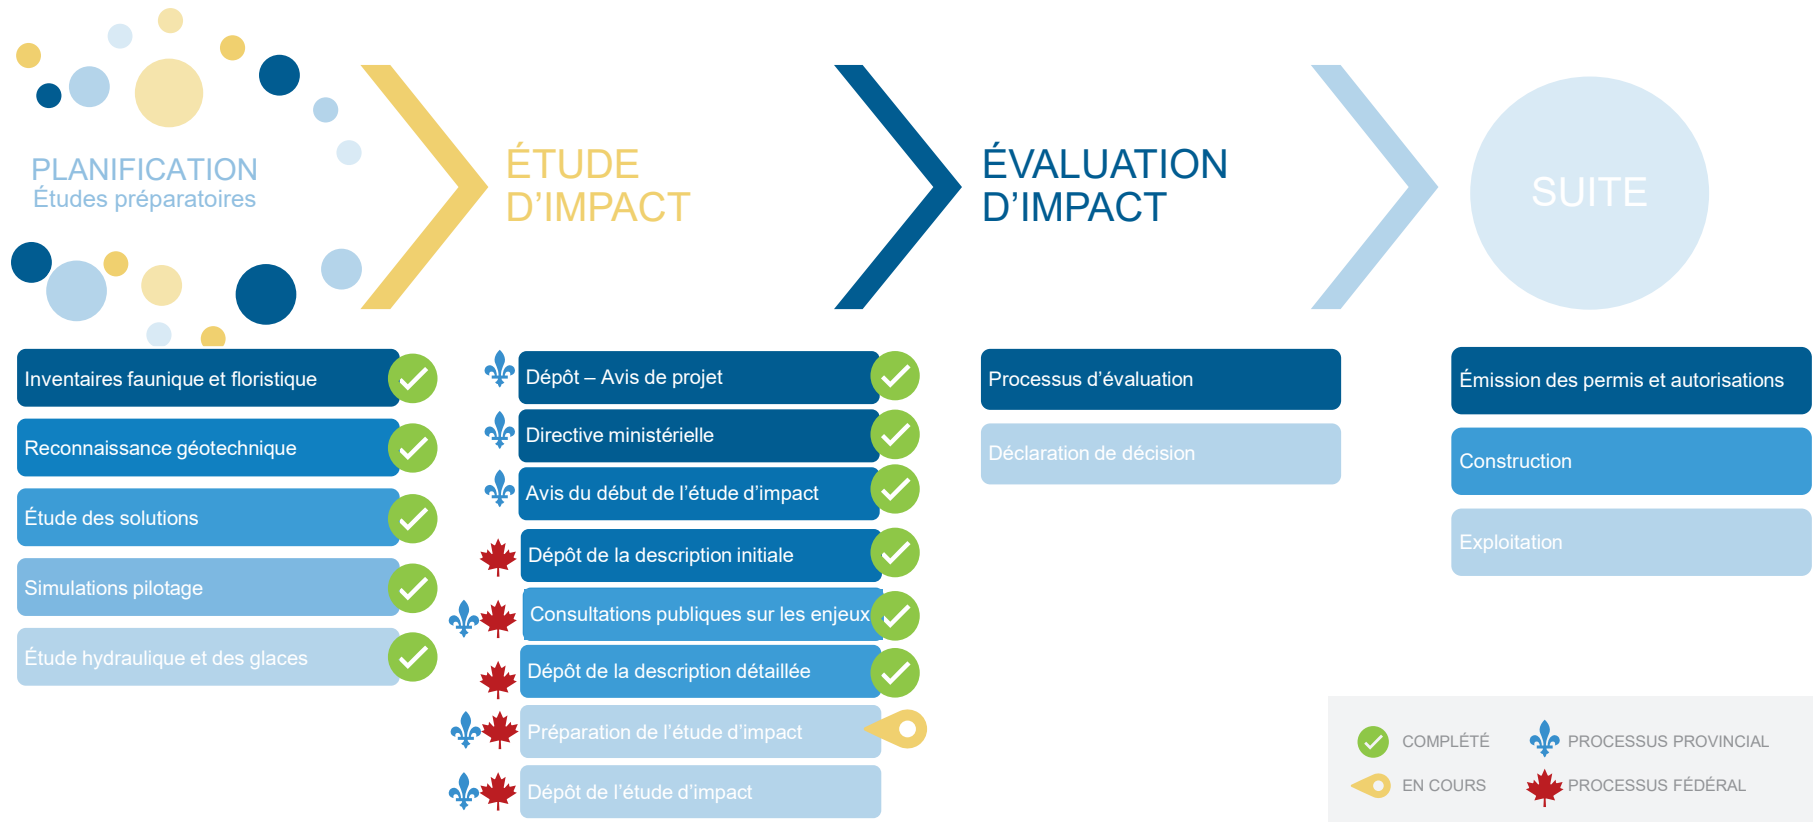 PLANIFICATION
Études préparatoires
ÉTUDE
D’IMPACT
ÉVALUATION
D’IMPACT
SUITE
Inventaires faunique et floristique
Reconnaissance géotechnique
Étude des solutions
Simulations pilotage
Étude hydraulique et des glaces
Dépôt – Avis de projet
Directive ministérielle
Avis du début de l’étude d’impact
Dépôt de la description initiale
Consultations publiques sur les enjeux
Dépôt de la description détaillée
Préparation de l’étude d’impact
Dépôt de l’étude d’impact
Processus d’évaluation
Déclaration de décision
Émission des permis et autorisations
Construction
Exploitation
COMPLÉTÉ
PROCESSUS PROVINCIAL
EN COURS
PROCESSUS FÉDÉRAL